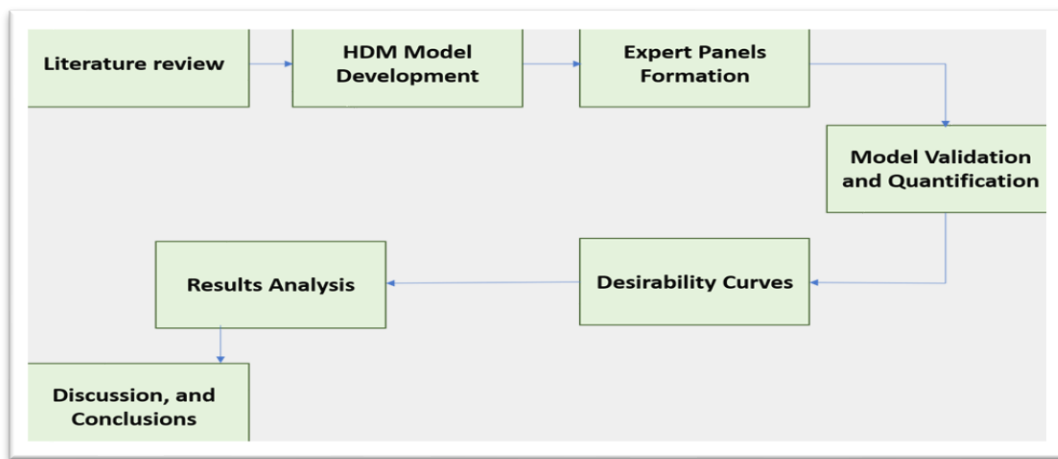 Literature review
HDM Model
Development
Expert Panels
Formation
Model Validation
and Quantification
Desirability Curves
Results Analysis
Discussion, and
Conclusions